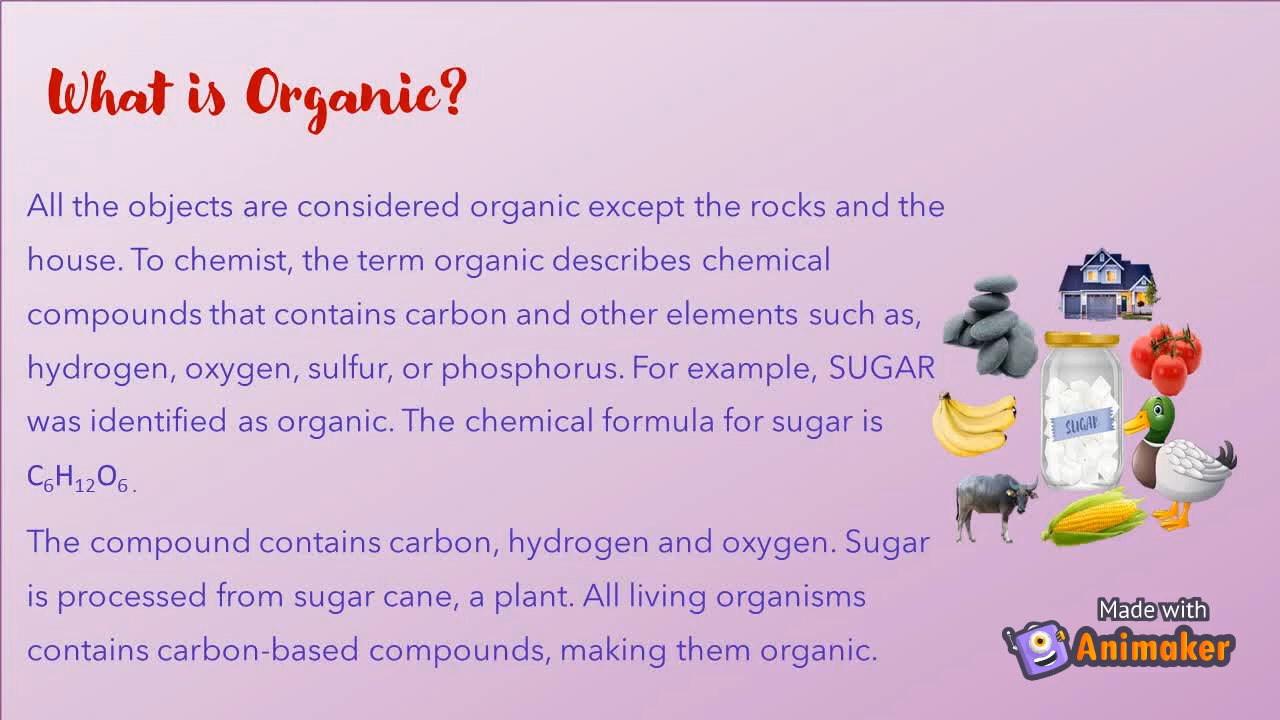 What is Organic?
All the objects are considered organic except the rocks and the
house. To chemist, the term organic describes chemical
compounds that contains carbon and other elements such as,
hydrogen, oxygen, sulfur, or phosphorus. For example, SUGAR
was identified as organic. The chemical formula for sugar is
C₆H₁₂O₆.
The compound contains carbon, hydrogen and oxygen. Sugar
is processed from sugar cane, a plant. All living organisms
contains carbon-based compounds, making them organic.
SUGAR
Made with
Animaker